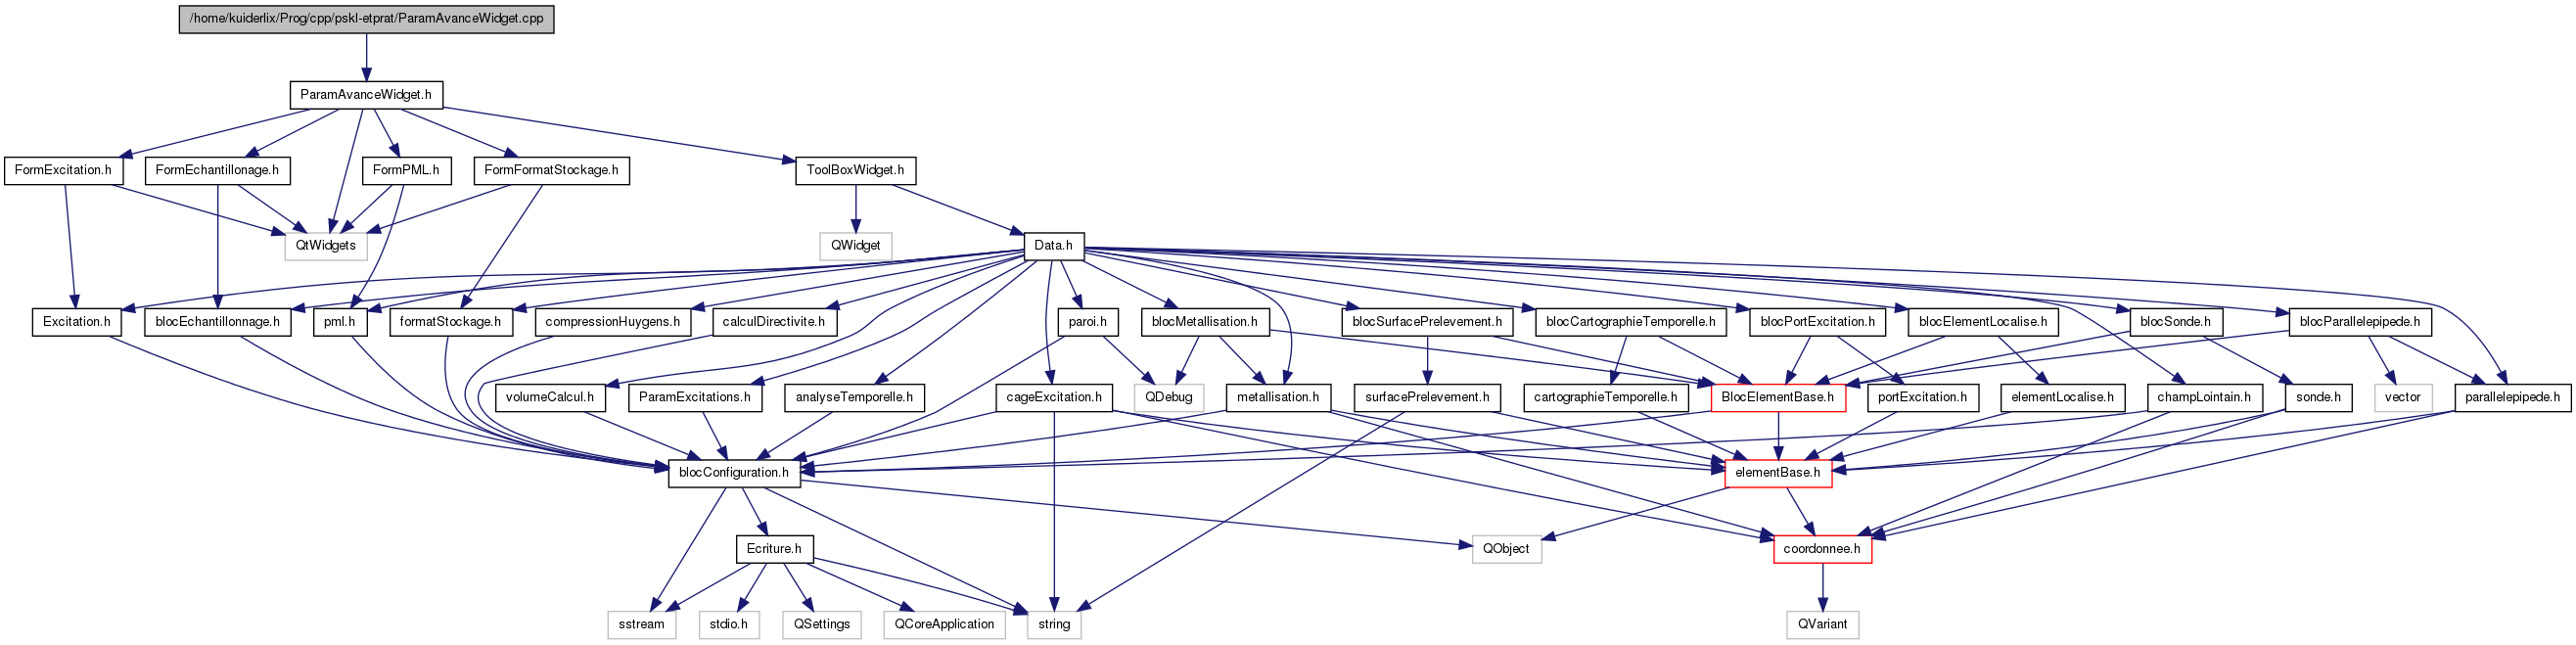 /home/kuiderlix/Prog/cpp/pskl-etprat/ParamAvanceWidget.cpp
ParamAvanceWidget.h
FormExcitation.h
FormEchantillonage.h
FormPML.h
FormFormatStockage.h
ToolBoxWidget.h
QtWidgets
QWidget
Data.h
Excitation.h
blocEchantillonnage.h
pml.h
formatStockage.h
compressionHuygens.h
calculDirectivite.h
paroi.h
blocMetallisation.h
blocSurfacePrelevement.h
blocCartographieTemporelle.h
blocPortExcitation.h
blocElementLocalise.h
blocSonde.h
blocParallelepipede.h
volumeCalcul.h
ParamExcitations.h
analyseTemporelle.h
cageExcitation.h
QDebug
metallisation.h
surfacePrelevement.h
cartographieTemporelle.h
BlocElementBase.h
portExcitation.h
elementLocalise.h
champLointain.h
sonde.h
vector
parallelepipede.h
blocConfiguration.h
elementBase.h
Ecriture.h
QObject
coordonnee.h
sstream
stdio.h
QSettings
QCoreApplication
string
QVariant